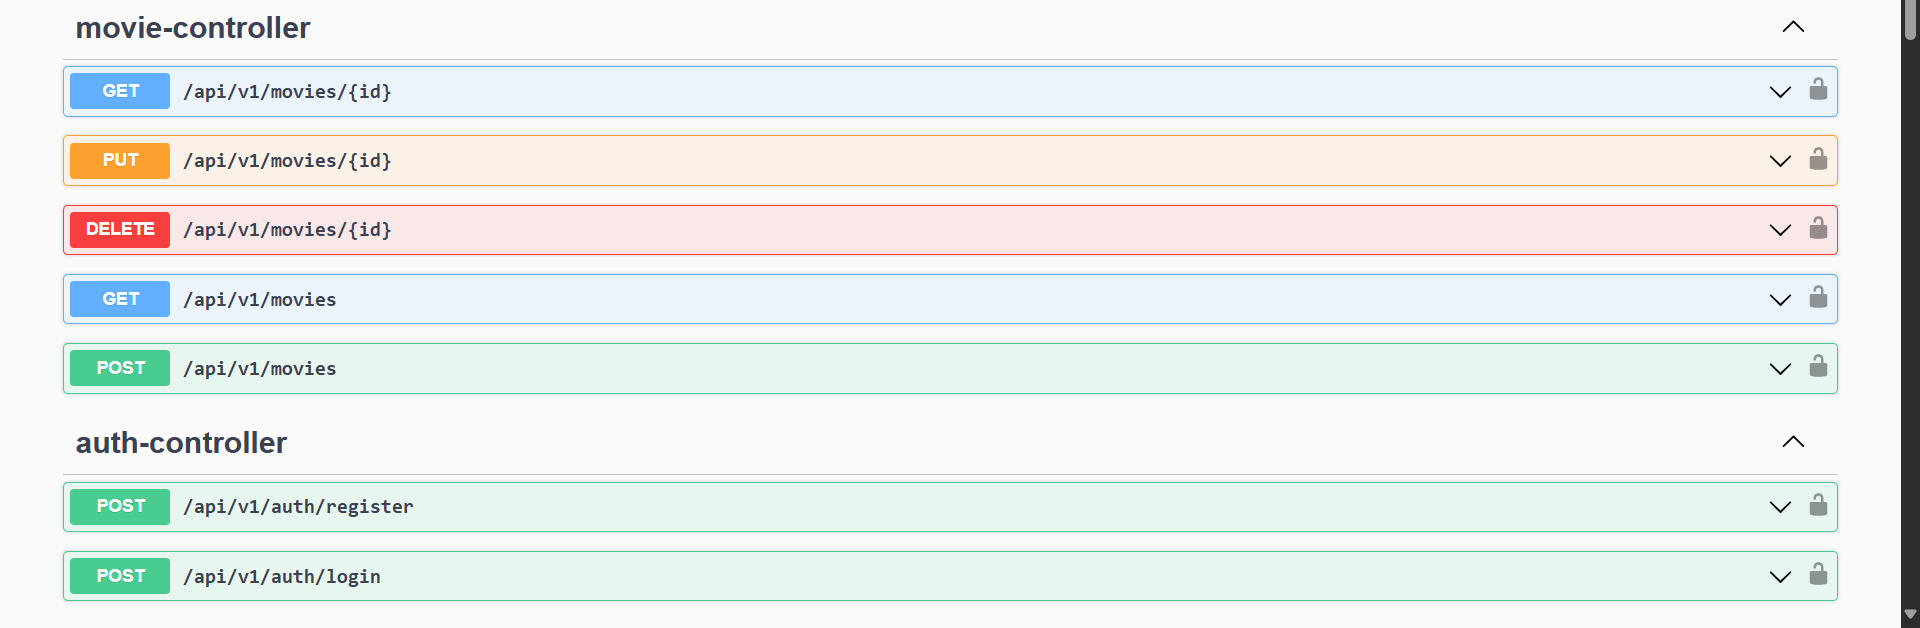 movie-controller
GET /api/v1/movies/{id}
PUT /api/v1/movies/{id}
DELETE /api/v1/movies/{id}
GET /api/v1/movies
POST /api/v1/movies
auth-controller
POST /api/v1/auth/register
POST /api/v1/auth/login